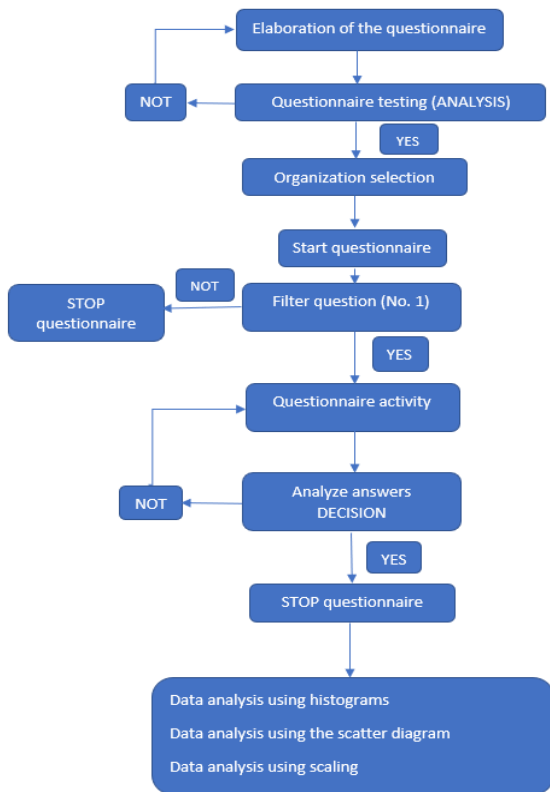 Elaboration of the questionnaire
NOT
Questionnaire testing (ANALYSIS)
YES
Organization selection
Start questionnaire
NOT
STOP
questionnaire
Filter question (No. 1)
YES
Questionnaire activity
NOT
Analyze answers
DECISION
YES
STOP questionnaire
Data analysis using histograms
Data analysis using the scatter diagram
Data analysis using scaling